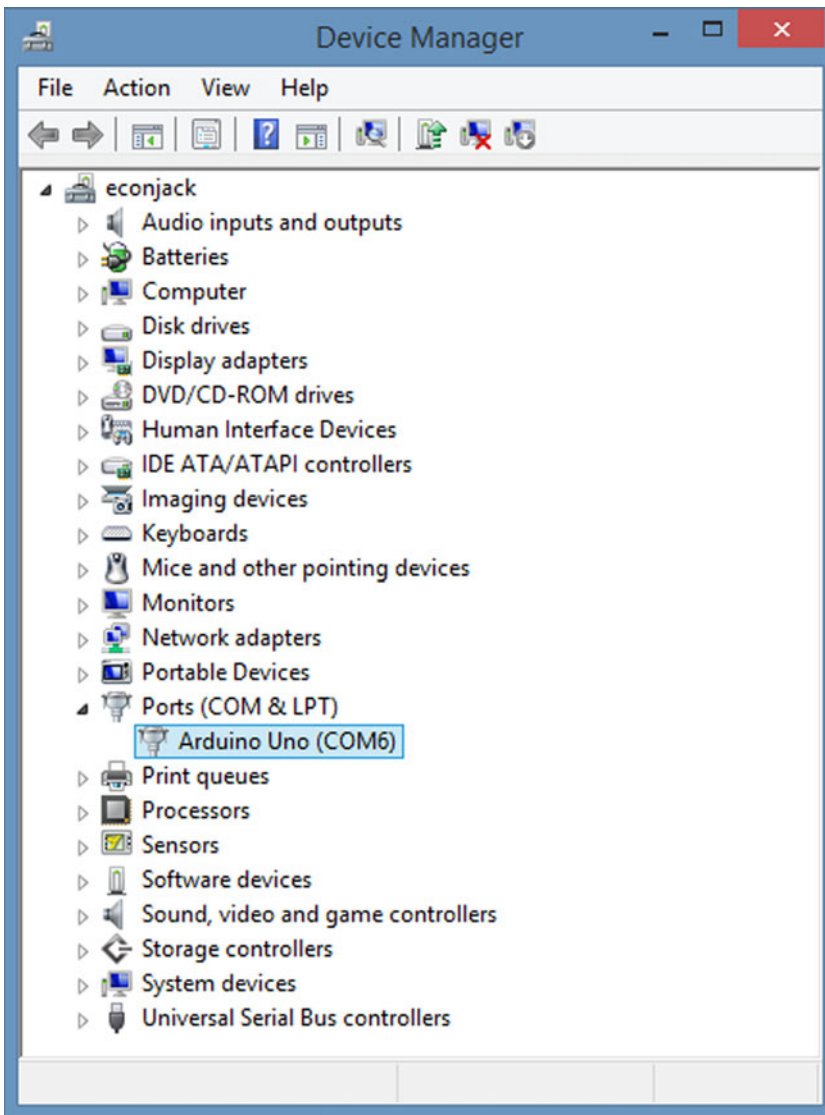 Device Manager
File Action View Help
econjack
Audio inputs and outputs
Batteries
Computer
Disk drives
Display adapters
DVD/CD-ROM drives
Human Interface Devices
IDE ATA/ATAPI controllers
Imaging devices
Keyboards
Mice and other pointing devices
Monitors
Network adapters
Portable Devices
Ports (COM & LPT)
Arduino Uno (COM6)
Print queues
Processors
Sensors
Software devices
Sound, video and game controllers
Storage controllers
System devices
Universal Serial Bus controllers